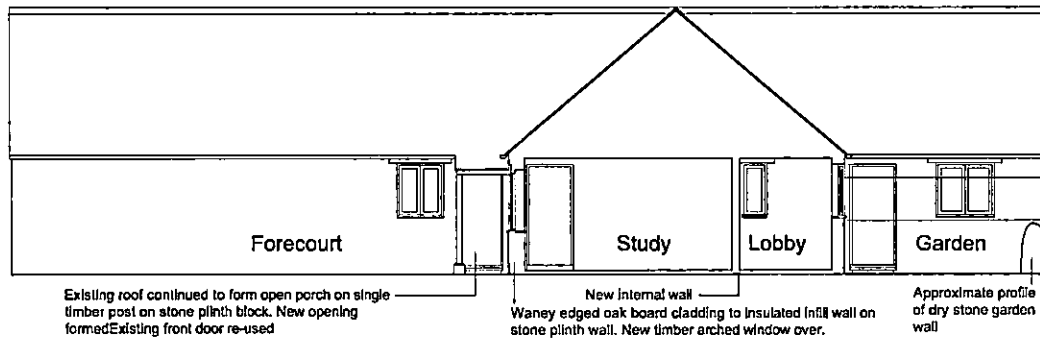 Forecourt
Study
Lobby
Garden
Existing roof continued to form open porch on single
timber post on stone plinth block. New opening
formedExisting front door re-used
New internal wall
Waney edged oak board cladding to insulated infill wall on
stone plinth wall. New timber arched window over.
Approximate profile
of dry stone garden
wall